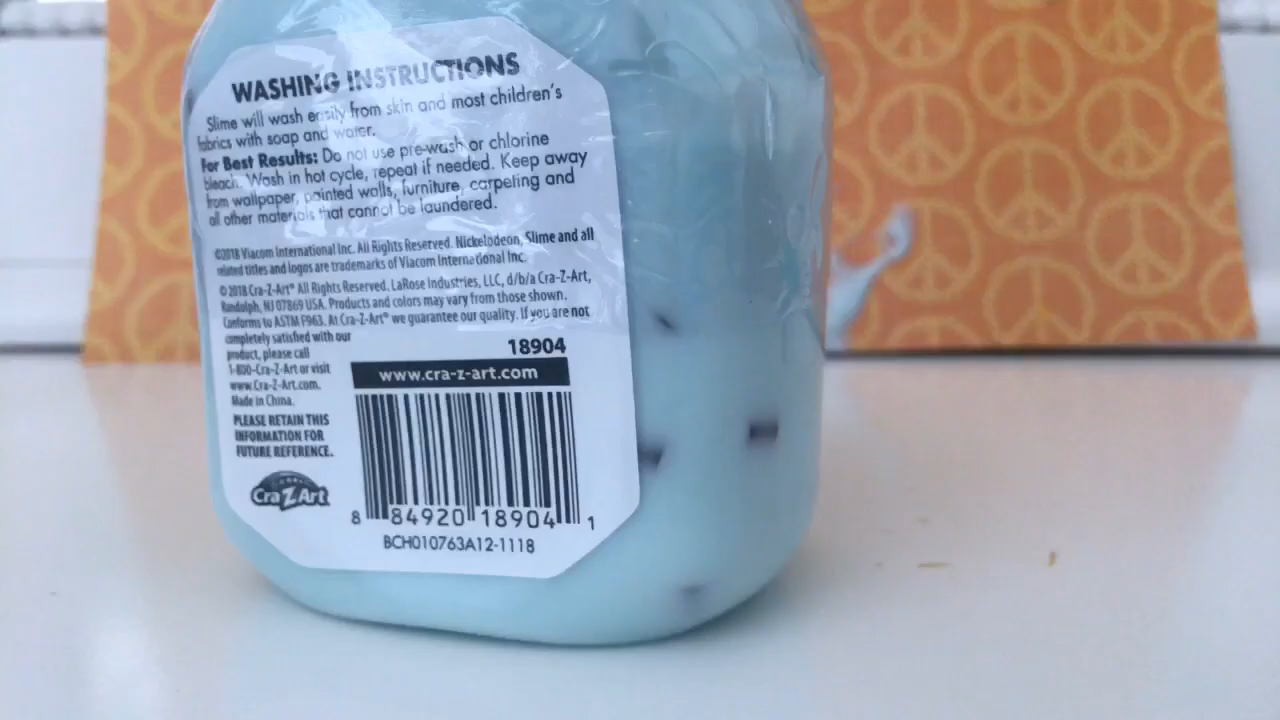 WASHING INSTRUCTIONS
Slime will wash easily from skin and most children's
fabrics with soap and water.
For Best Results: Do not use pre-wash or chlorine
bleach. Wash in hot cycle, repeat if needed. Keep away
from wallpaper, painted walls, furniture, carpeting and
all other materials that cannot be laundered.
©2018 Viacom International Inc. All Rights Reserved. Nickelodeon, Slime and all
related titles and logos are trademarks of Viacom International Inc.
© 2018 Cra-Z-Art® All Rights Reserved. LaRose Industries, LLC, d/b/a Cra-Z-Art,
Randolph, NJ 07869 USA. Products and colors may vary from those shown.
Conforms to ASTM F963. At Cra-Z-Art® we guarantee our quality. If you are not
completely satisfied with our
product, please call
1-800-Cra-Z-Art or visit
www.Cra-Z-Art.com.
Made in China.
PLEASE RETAIN THIS
INFORMATION FOR
FUTURE REFERENCE.
Cra Z Art
18904
www.cra-z-art.com
8 84920 18904 1
BCH010763A12-1118